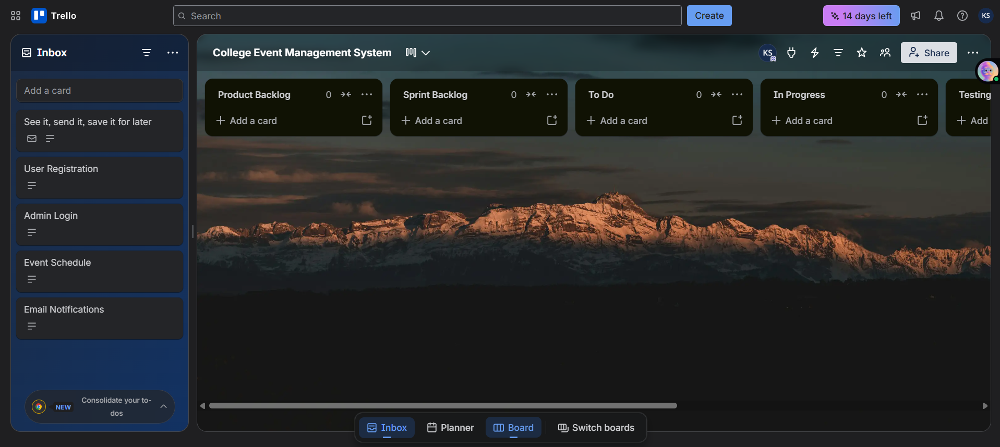 Trello
Search
Create
14 days left
KS
Inbox
Add a card
See it, send it, save it for later
User Registration
Admin Login
Event Schedule
Email Notifications
NEW
Consolidate your to-
dos
College Event Management System
KS
Share
Product Backlog 0
Add a card
Sprint Backlog 0
Add a card
To Do 0
Add a card
In Progress 0
Add a card
Testing
Add
Inbox
Planner
Board
Switch boards